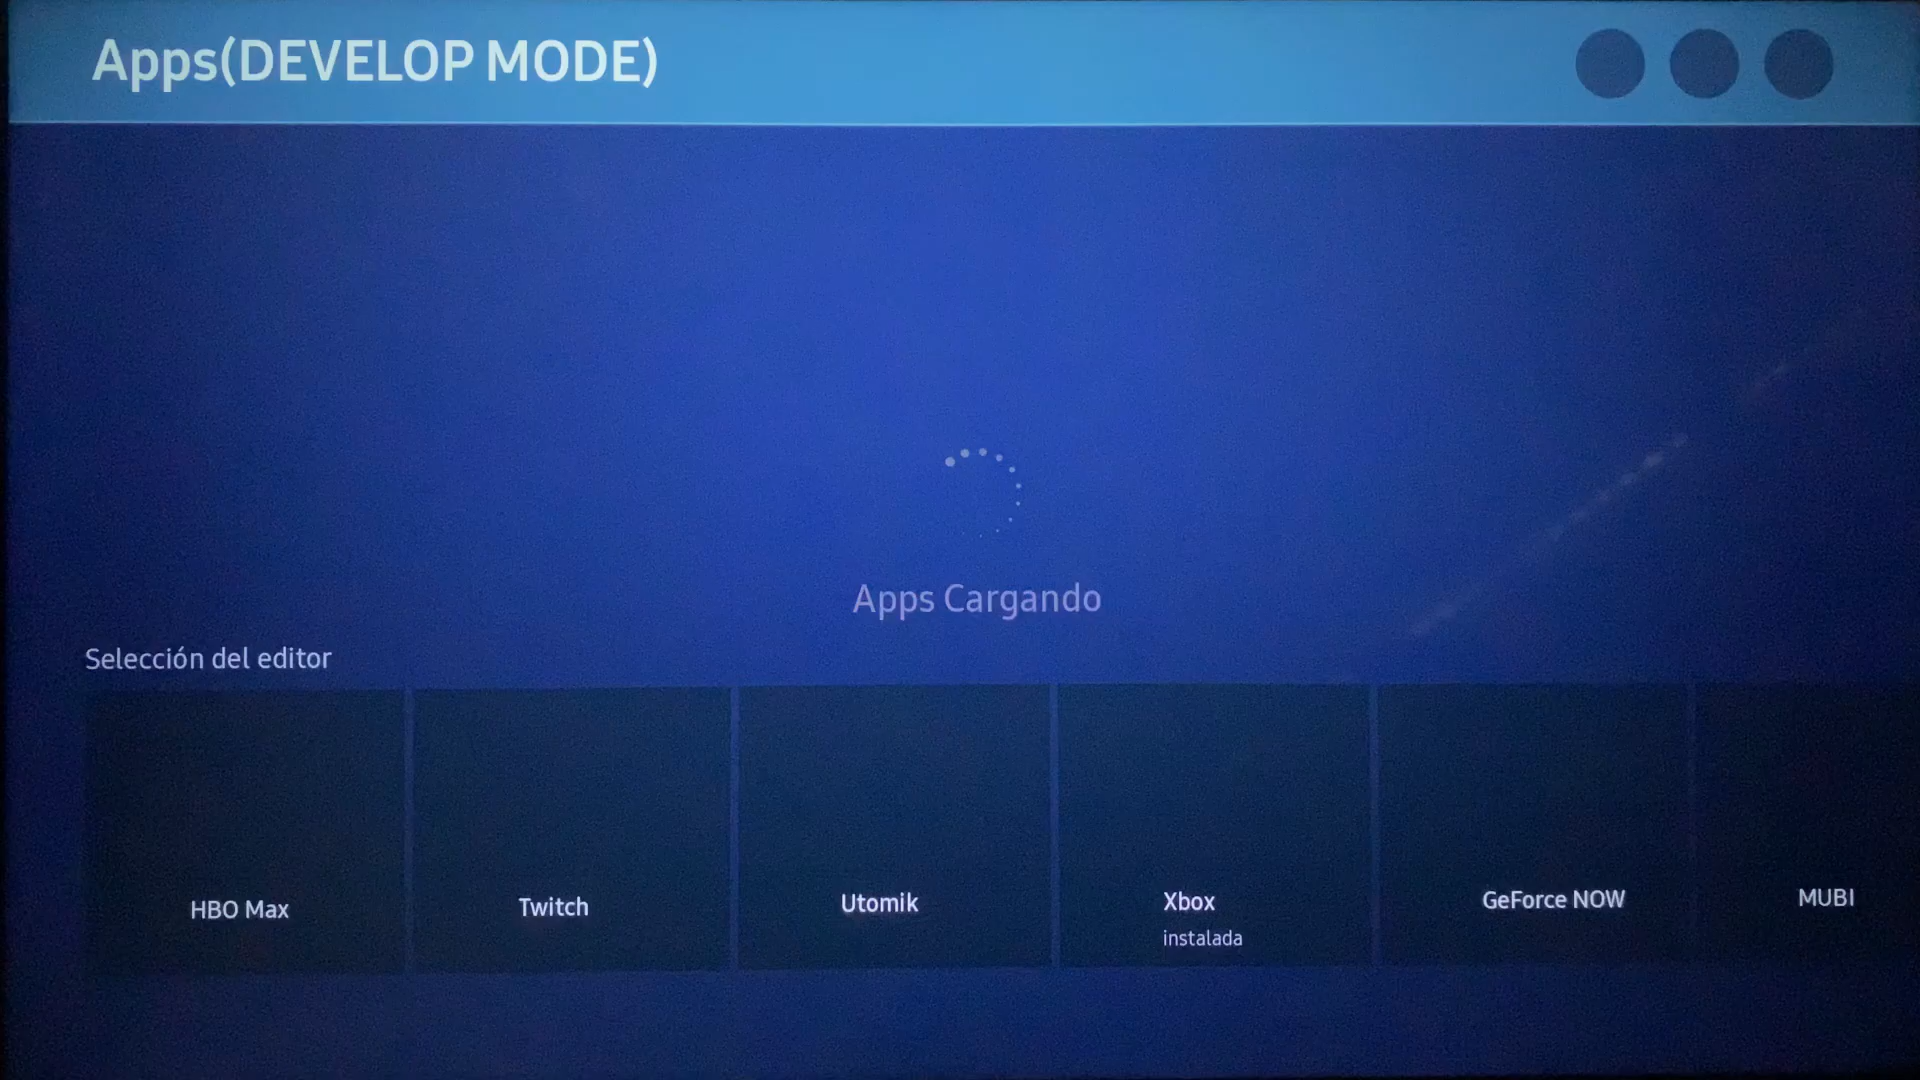 Apps(DEVELOP MODE)
Apps Cargando
Selección del editor
HBO Max
Twitch
Utomik
Xbox
instalada
GeForce NOW
MUBI